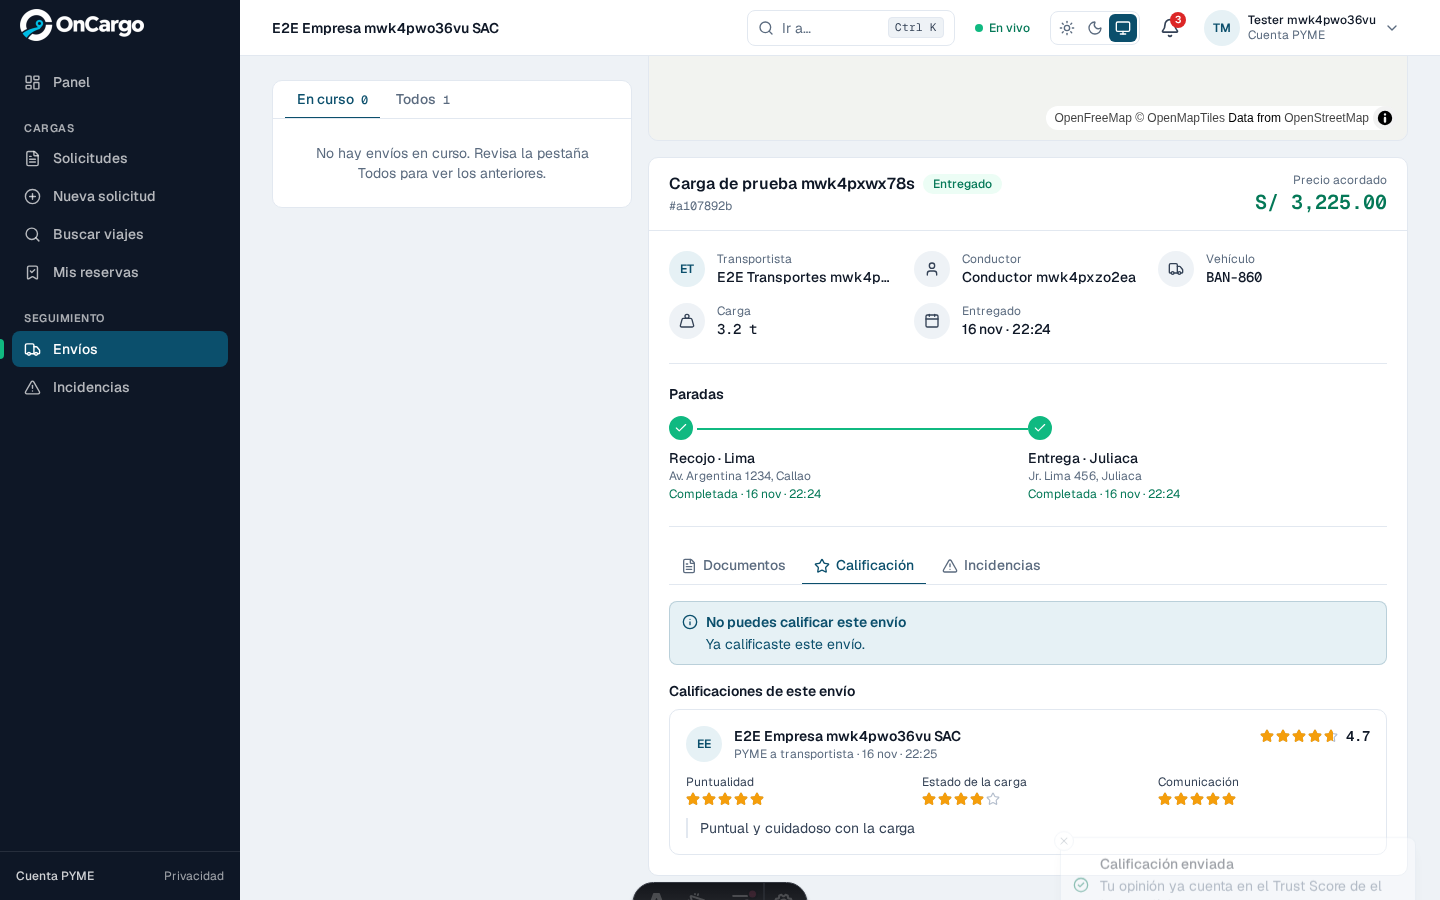 OnCargo
Panel
CARGAS
Solicitudes
Nueva solicitud
Buscar viajes
Mis reservas
SEGUIMIENTO
Envíos
Incidencias
Cuenta PYME
Privacidad
E2E Empresa mwk4pwo36vu SAC
Ir a...
Ctrl K
En vivo
3
TM
Tester mwk4pwo36vu
Cuenta PYME
En curso 0
Todos 1
No hay envíos en curso. Revisa la pestaña
Todos para ver los anteriores.
OpenFreeMap © OpenMapTiles Data from OpenStreetMap
Carga de prueba mwk4pxwx78s
Entregado
#a107892b
Precio acordado
S/ 3,225.00
ET
Transportista
E2E Transportes mwk4p...
Conductor
Conductor mwk4pxzo2ea
Vehículo
BAN-860
Carga
3.2 t
Entregado
16 nov · 22:24
Paradas
Recojo · Lima
Av. Argentina 1234, Callao
Completada · 16 nov · 22:24
Entrega · Juliaca
Jr. Lima 456, Juliaca
Completada · 16 nov · 22:24
Documentos
Calificación
Incidencias
No puedes calificar este envío
Ya calificaste este envío.
Calificaciones de este envío
EE
E2E Empresa mwk4pwo36vu SAC
PYME a transportista · 16 nov · 22:25
4.7
Puntualidad
Estado de la carga
Comunicación
Puntual y cuidadoso con la carga
Calificación enviada
Tu opinión ya cuenta en el Trust Score de el